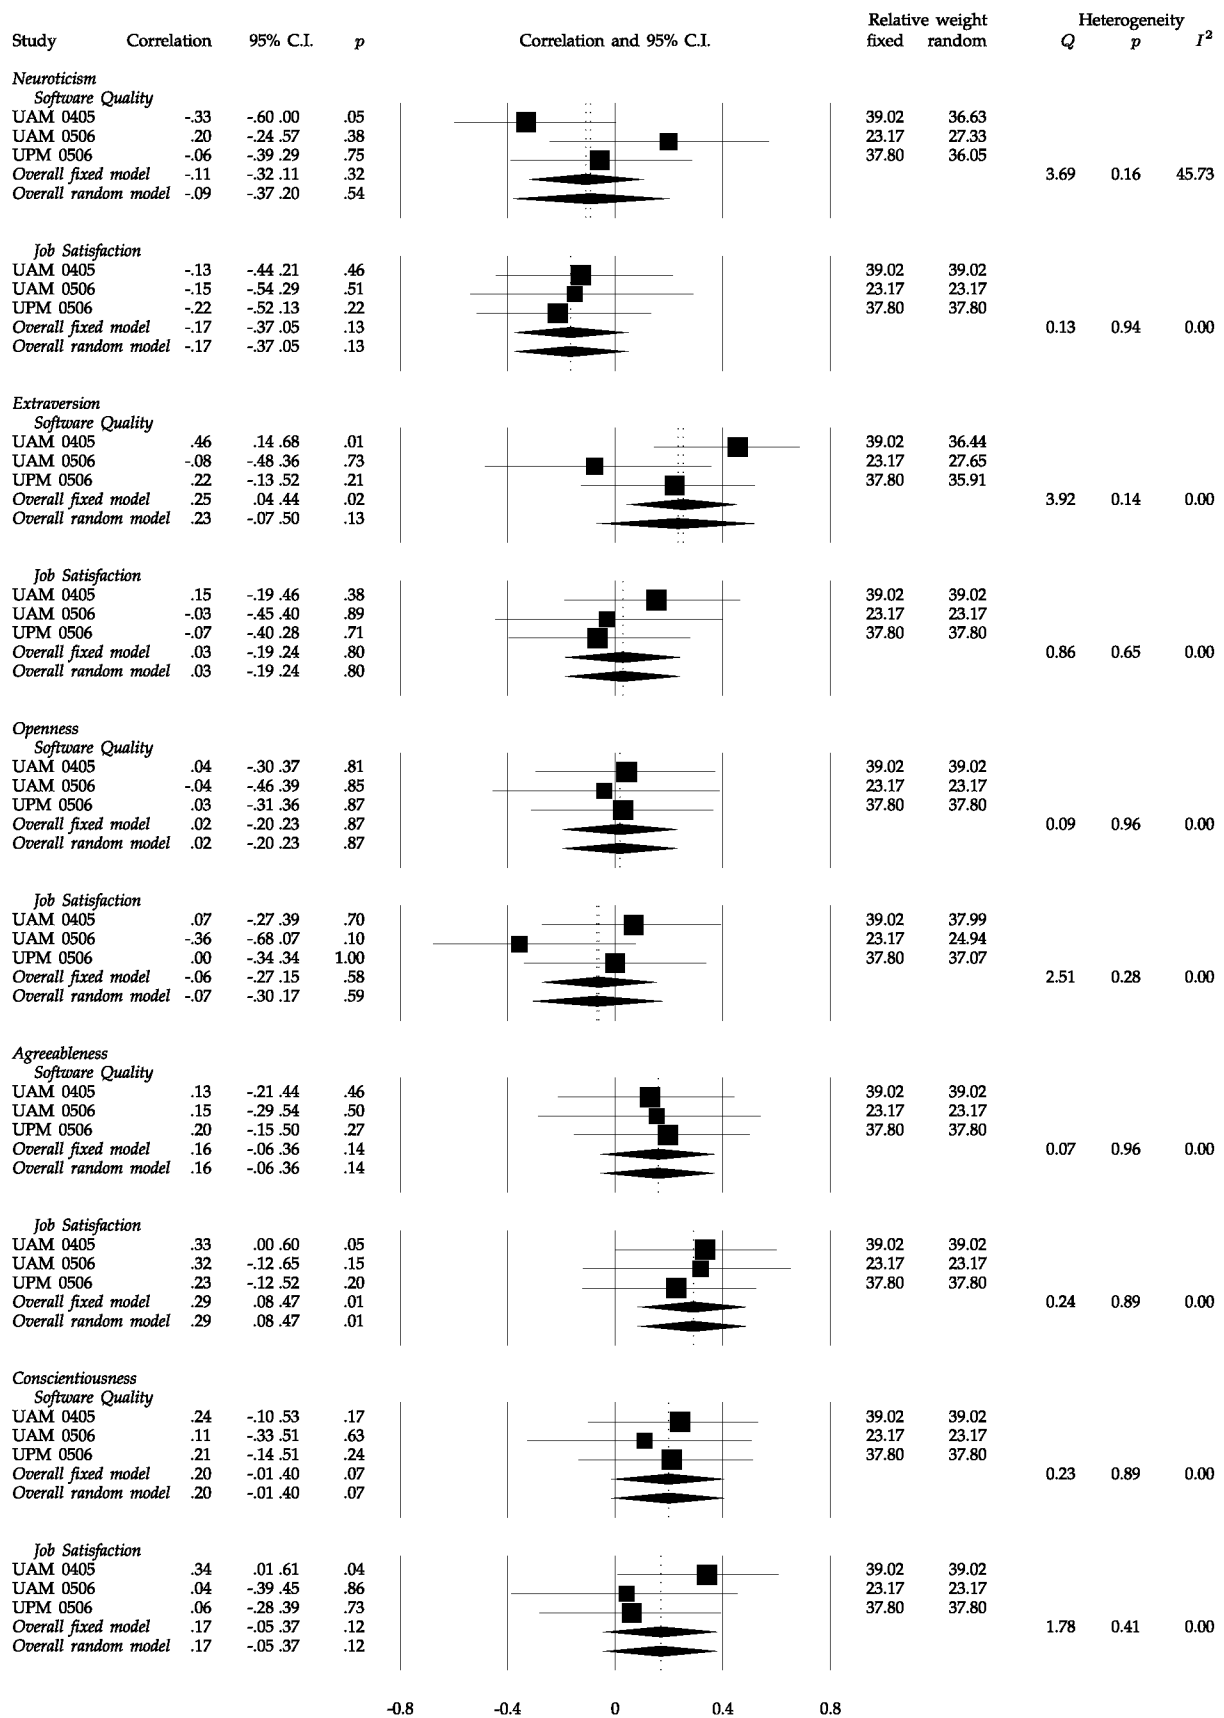 Relative weight Heterogeneity
Study Correlation 95% C.I. p Correlation and 95% C.I. fixed random Q p I²
Neuroticism
Software Quality
UAM 0405 -.33 -.60 .00 .05 39.02 36.63
UAM 0506 .20 -.24 .57 .38 23.17 27.33
UPM 0506 -.06 -.39 .29 .75 37.80 36.05
Overall fixed model -.11 -.32 .11 .32 3.69 0.16 45.73
Overall random model -.09 -.37 .20 .54
Job Satisfaction
UAM 0405 -.13 -.44 .21 .46 39.02 39.02
UAM 0506 -.15 -.54 .29 .51 23.17 23.17
UPM 0506 -.22 -.52 .13 .22 37.80 37.80
Overall fixed model -.17 -.37 .05 .13 0.13 0.94 0.00
Overall random model -.17 -.37 .05 .13
Extraversion
Software Quality
UAM 0405 .46 .14 .68 .01 39.02 36.44
UAM 0506 -.08 -.48 .36 .73 23.17 27.65
UPM 0506 .22 -.13 .52 .21 37.80 35.91
Overall fixed model .25 .04 .44 .02 3.92 0.14 0.00
Overall random model .23 -.07 .50 .13
Job Satisfaction
UAM 0405 .15 -.19 .46 .38 39.02 39.02
UAM 0506 -.03 -.45 .40 .89 23.17 23.17
UPM 0506 -.07 -.40 .28 .71 37.80 37.80
Overall fixed model .03 -.19 .24 .80 0.86 0.65 0.00
Overall random model .03 -.19 .24 .80
Openness
Software Quality
UAM 0405 .04 -.30 .37 .81 39.02 39.02
UAM 0506 -.04 -.46 .39 .85 23.17 23.17
UPM 0506 .03 -.31 .36 .87 37.80 37.80
Overall fixed model .02 -.20 .23 .87 0.09 0.96 0.00
Overall random model .02 -.20 .23 .87
Job Satisfaction
UAM 0405 .07 -.27 .39 .70 39.02 37.99
UAM 0506 -.36 -.68 .07 .10 23.17 24.94
UPM 0506 .00 -.34 .34 1.00 37.80 37.07
Overall fixed model -.06 -.27 .15 .58 2.51 0.28 0.00
Overall random model -.07 -.30 .17 .59
Agreeableness
Software Quality
UAM 0405 .13 -.21 .44 .46 39.02 39.02
UAM 0506 .15 -.29 .54 .50 23.17 23.17
UPM 0506 .20 -.15 .50 .27 37.80 37.80
Overall fixed model .16 -.06 .36 .14 0.07 0.96 0.00
Overall random model .16 -.06 .36 .14
Job Satisfaction
UAM 0405 .33 .00 .60 .05 39.02 39.02
UAM 0506 .32 -.12 .65 .15 23.17 23.17
UPM 0506 .23 -.12 .52 .20 37.80 37.80
Overall fixed model .29 .08 .47 .01 0.24 0.89 0.00
Overall random model .29 .08 .47 .01
Conscientiousness
Software Quality
UAM 0405 .24 -.10 .53 .17 39.02 39.02
UAM 0506 .11 -.33 .51 .63 23.17 23.17
UPM 0506 .21 -.14 .51 .24 37.80 37.80
Overall fixed model .20 -.01 .40 .07 0.23 0.89 0.00
Overall random model .20 -.01 .40 .07
Job Satisfaction
UAM 0405 .34 .01 .61 .04 39.02 39.02
UAM 0506 .04 -.39 .45 .86 23.17 23.17
UPM 0506 .06 -.28 .39 .73 37.80 37.80
Overall fixed model .17 -.05 .37 .12 1.78 0.41 0.00
Overall random model .17 -.05 .37 .12
-0.8 -0.4 0 0.4 0.8